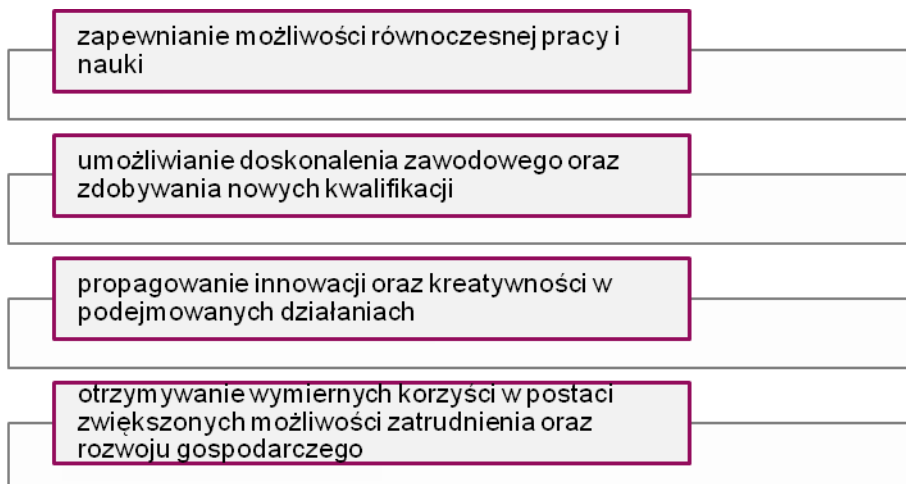 zapewnianie możliwości równoczesnej pracy i
nauki
umożliwianie doskonalenia zawodowego oraz
zdobywania nowych kwalifikacji
propagowanie innowacji oraz kreatywności w
podejmowanych działaniach
otrzymywanie wymiernych korzyści w postaci
zwiększonych możliwości zatrudnienia oraz
rozwoju gospodarczego